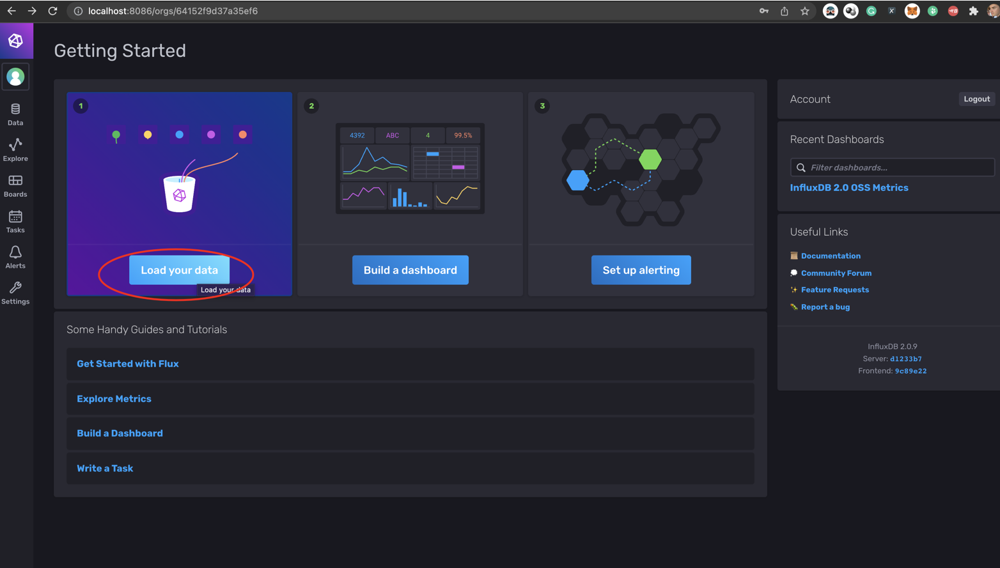 localhost:8086/orgs/64152f9d37a35ef6
Getting Started
Data
Explore
Boards
Tasks
Alerts
Settings
1
Load your data
Load your data
2
4392 ABC 4 99.5%
Build a dashboard
3
Set up alerting
Some Handy Guides and Tutorials
Get Started with Flux
Explore Metrics
Build a Dashboard
Write a Task
Account
Logout
Recent Dashboards
Filter dashboards...
InfluxDB 2.0 OSS Metrics
Useful Links
Documentation
Community Forum
Feature Requests
Report a bug
InfluxDB 2.0.9
Server: d1233b7
Frontend: 9c89e22